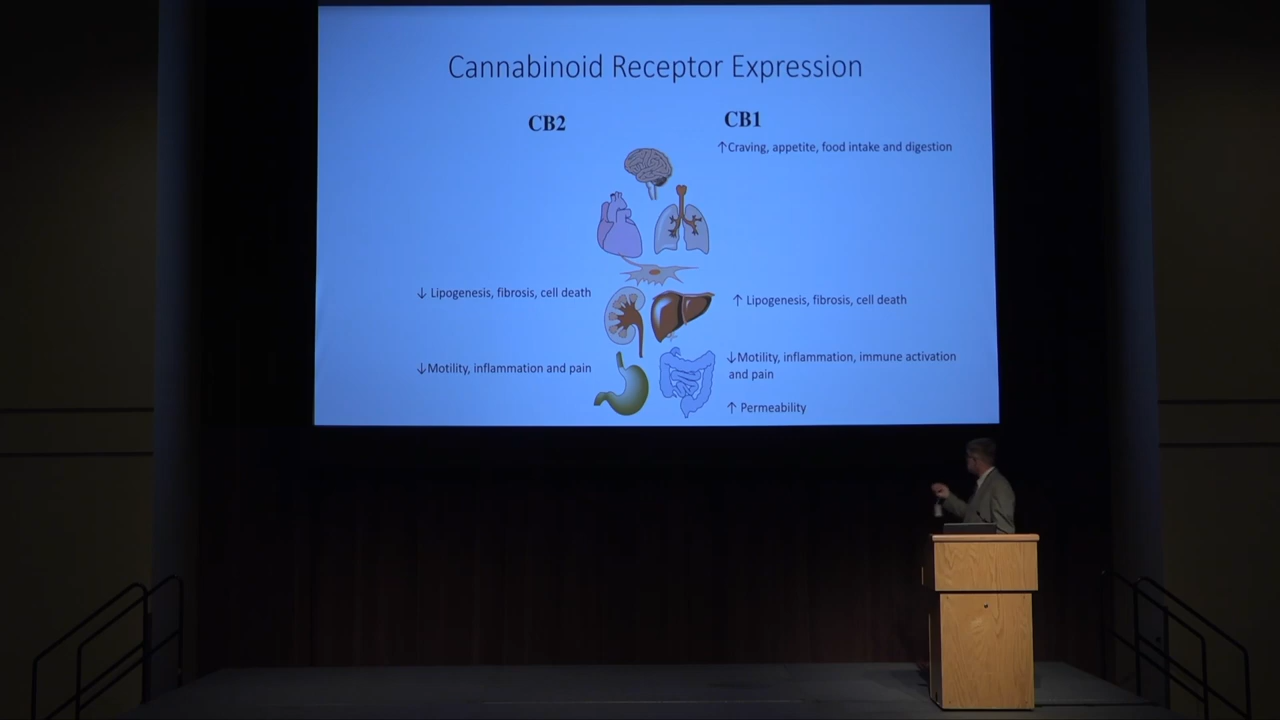 Cannabinoid Receptor Expression
CB2
CB1
↑Craving, appetite, food intake and digestion
↓ Lipogenesis, fibrosis, cell death
↑ Lipogenesis, fibrosis, cell death
↓Motility, inflammation and pain
↓Motility, inflammation, immune activation
and pain
↑ Permeability